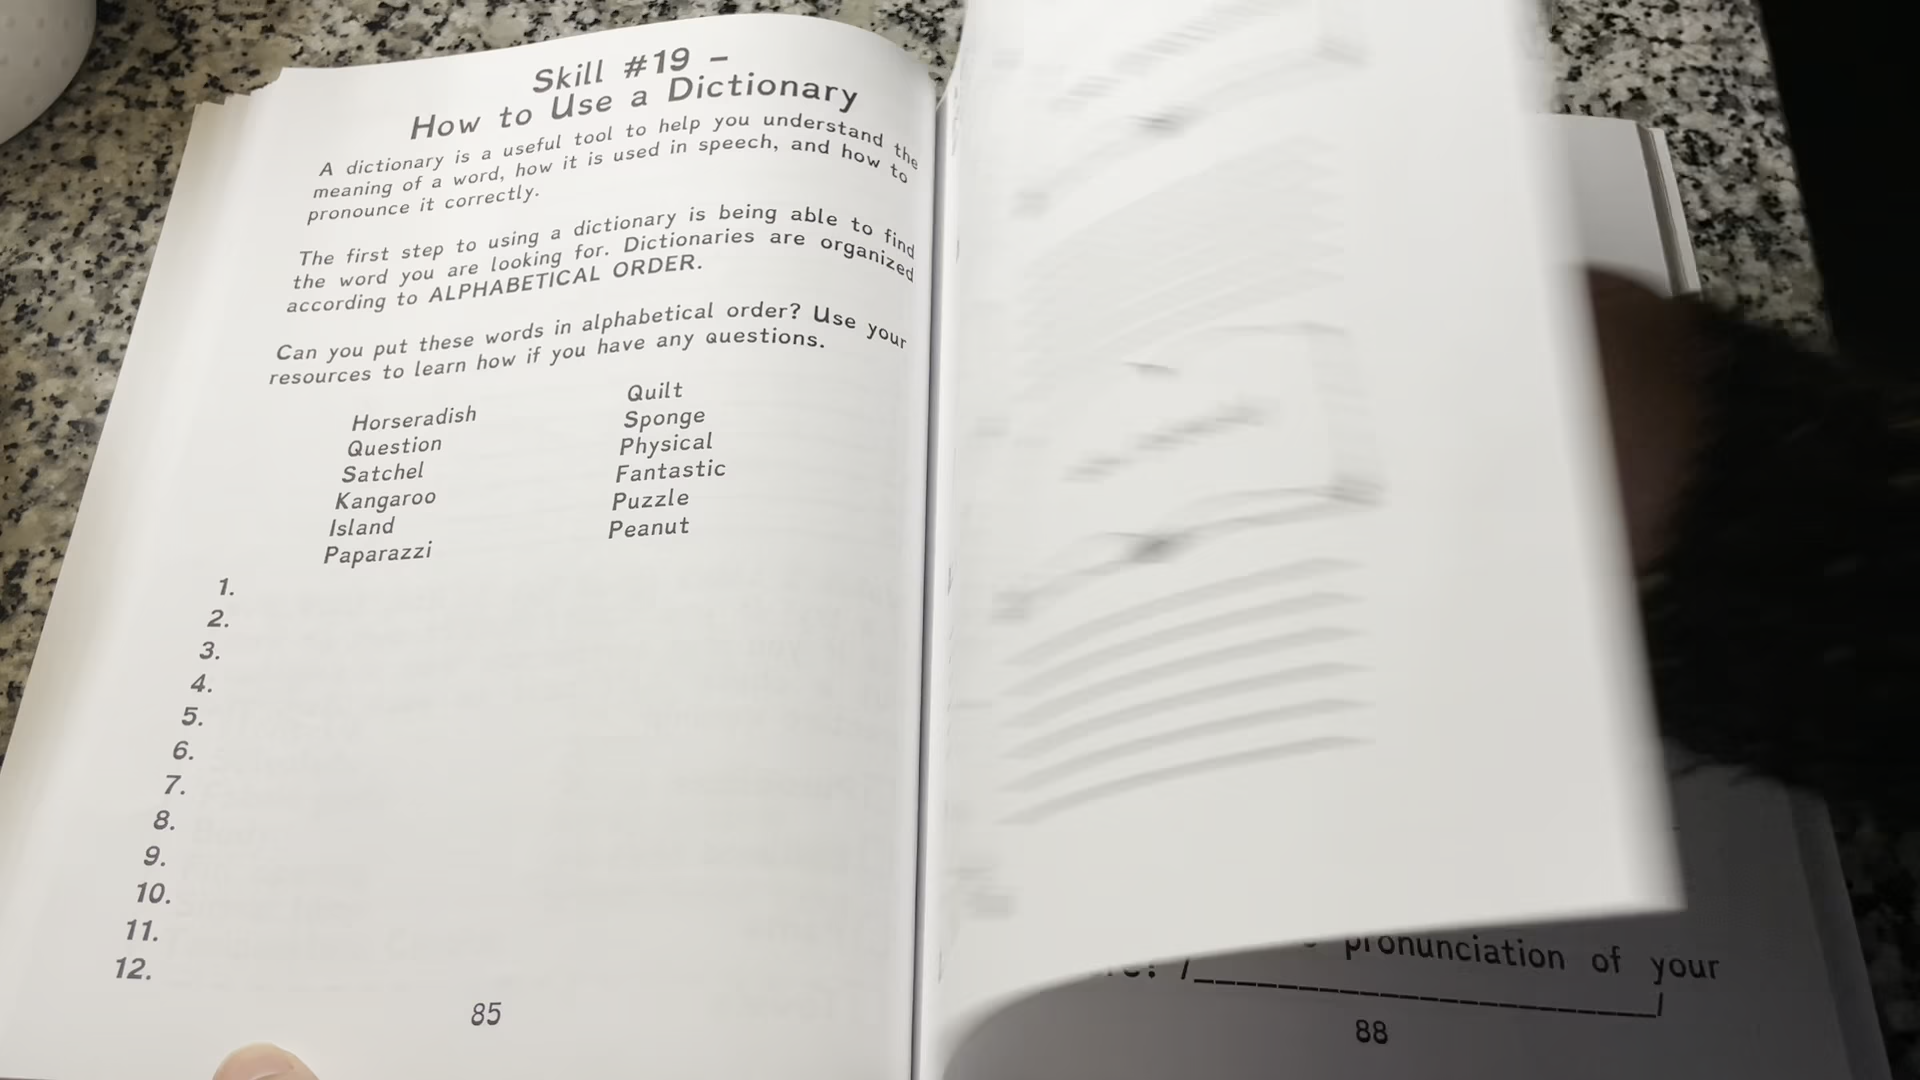 Skill #19 –
How to Use a Dictionary
A dictionary is a useful tool to help you understand the
meaning of a word, how it is used in speech, and how to
pronounce it correctly.
The first step to using a dictionary is being able to find
the word you are looking for. Dictionaries are organized
according to ALPHABETICAL ORDER.
Can you put these words in alphabetical order? Use your
resources to learn how if you have any questions.
Horseradish
Question
Satchel
Kangaroo
Island
Paparazzi
Quilt
Sponge
Physical
Fantastic
Puzzle
Peanut
1.
2.
3.
4.
5.
6.
7.
8.
9.
10.
11.
12.
85
pronunciation of your
88